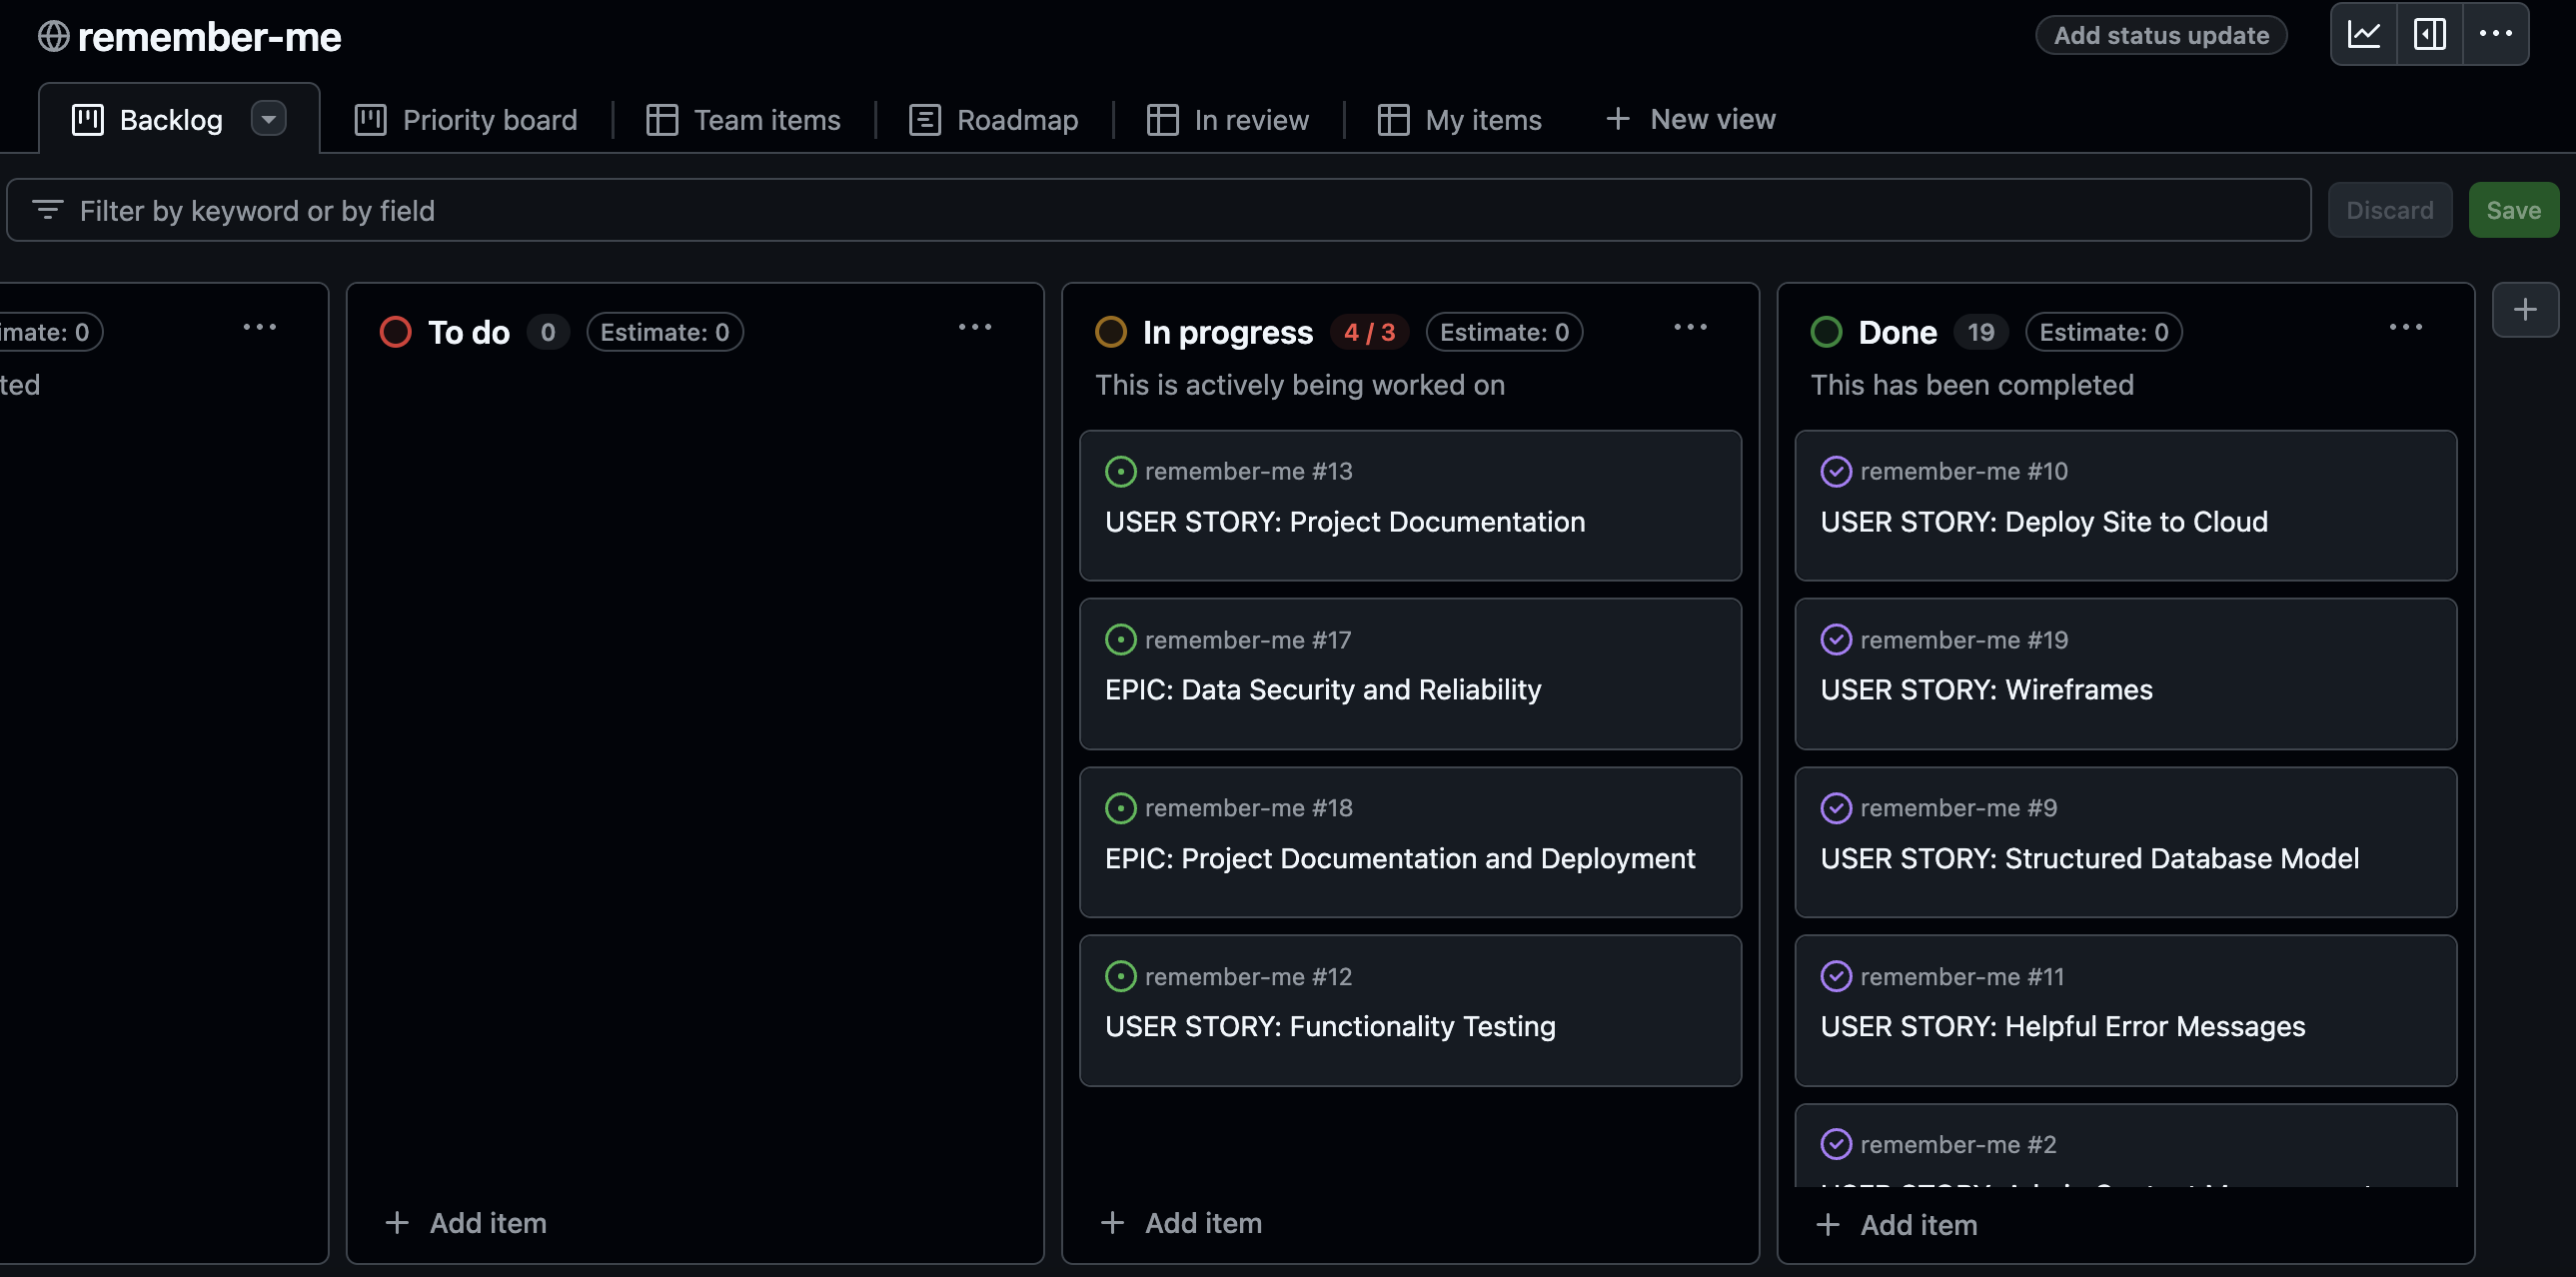 remember-me
Add status update
Backlog
Priority board
Team items
Roadmap
In review
My items
New view
Filter by keyword or by field
Discard
Save
imate: 0
ted
To do 0 Estimate: 0
Add item
In progress 4 / 3 Estimate: 0
This is actively being worked on
remember-me #13
USER STORY: Project Documentation
remember-me #17
EPIC: Data Security and Reliability
remember-me #18
EPIC: Project Documentation and Deployment
remember-me #12
USER STORY: Functionality Testing
Add item
Done 19 Estimate: 0
This has been completed
remember-me #10
USER STORY: Deploy Site to Cloud
remember-me #19
USER STORY: Wireframes
remember-me #9
USER STORY: Structured Database Model
remember-me #11
USER STORY: Helpful Error Messages
remember-me #2
USER STORY:
Add item